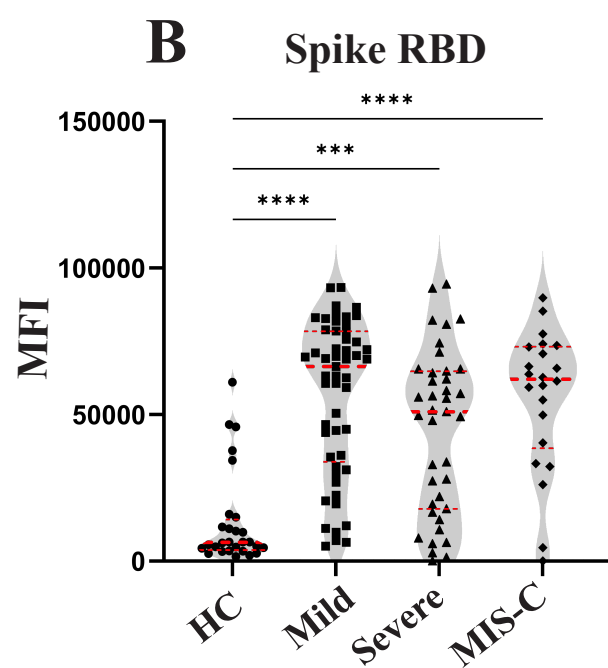 B Spike RBD
****
150000
***
****
100000
MFI
50000
0
HC Mild Severe MIS-C